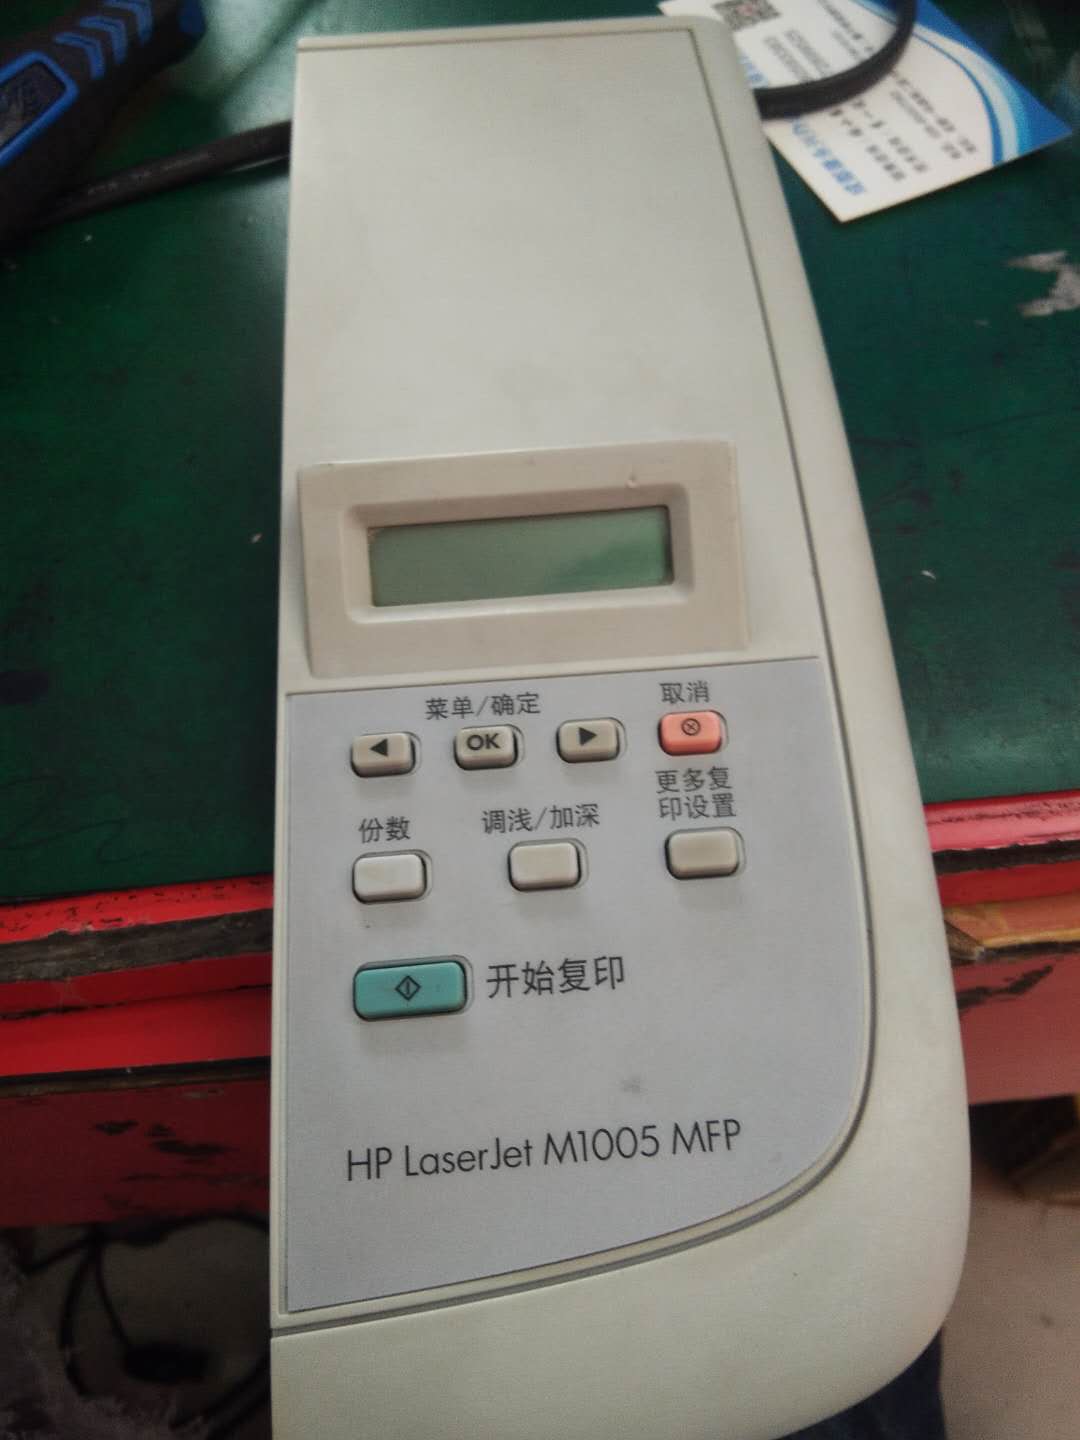 菜单/确定
取消
OK
更多复
印设置
份数
调浅/加深
开始复印
HP LaserJet M1005 MFP